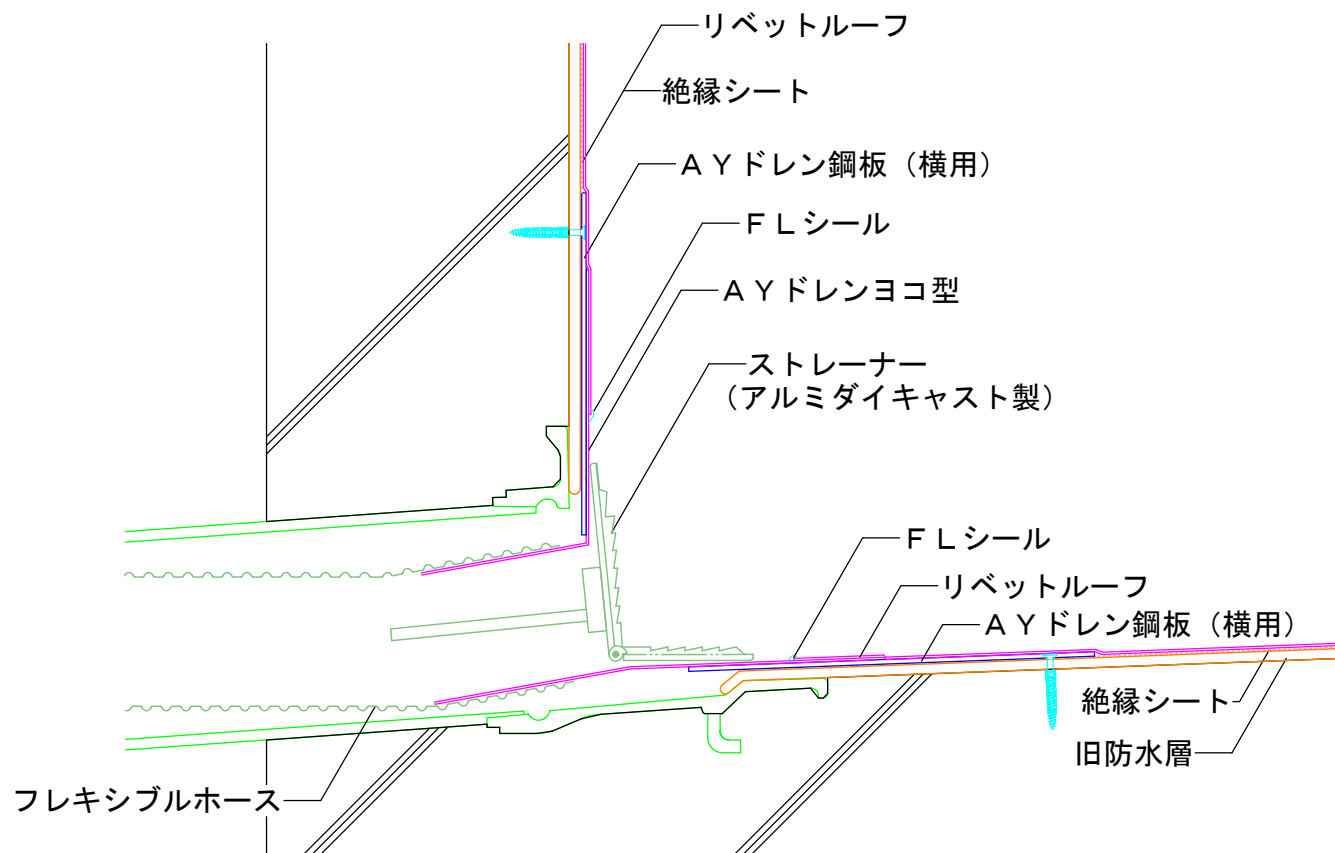 リベットルーフ
絶縁シート
ＡＹドレン鋼板（横用）
ＦＬシール
ＡＹドレンヨコ型
ストレーナー
（アルミダイキャスト製）
ＦＬシール
リベットルーフ
ＡＹドレン鋼板（横用）
絶縁シート
旧防水層
フレキシブルホース